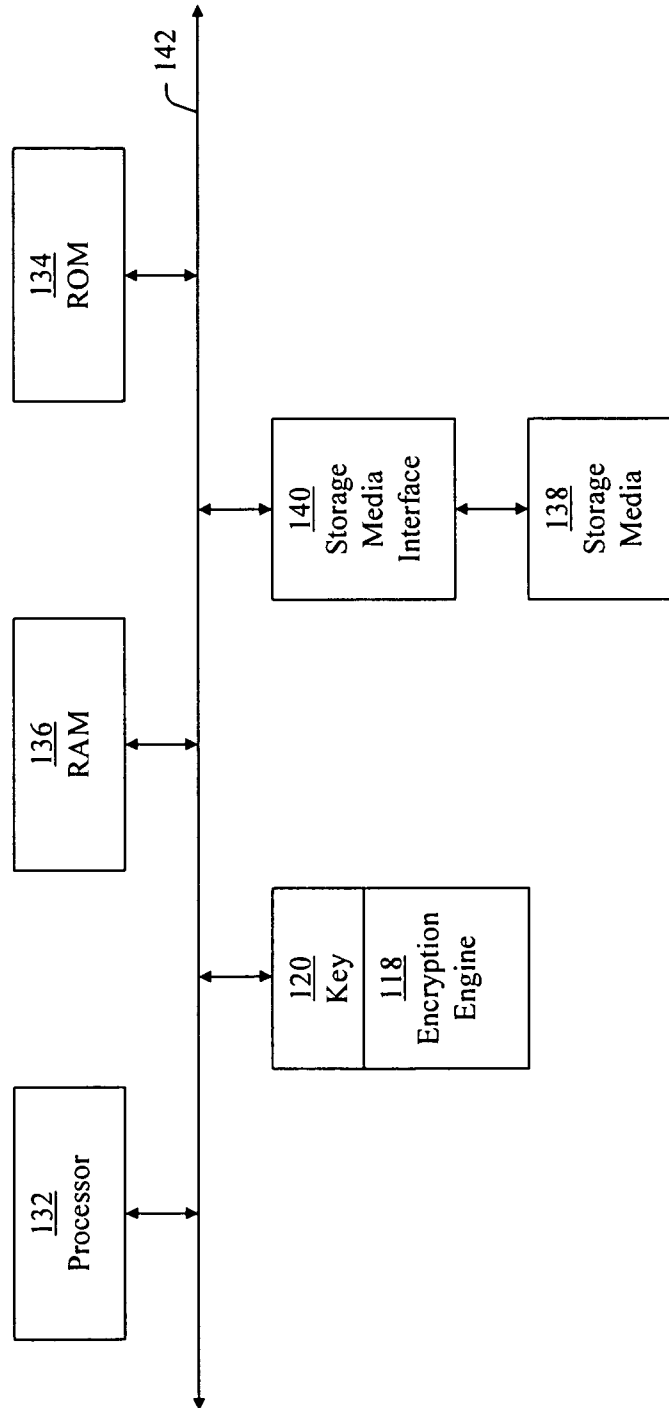 132
Processor
136
RAM
134
ROM
142
120
Key
118
Encryption
Engine
140
Storage
Media
Interface
138
Storage
Media